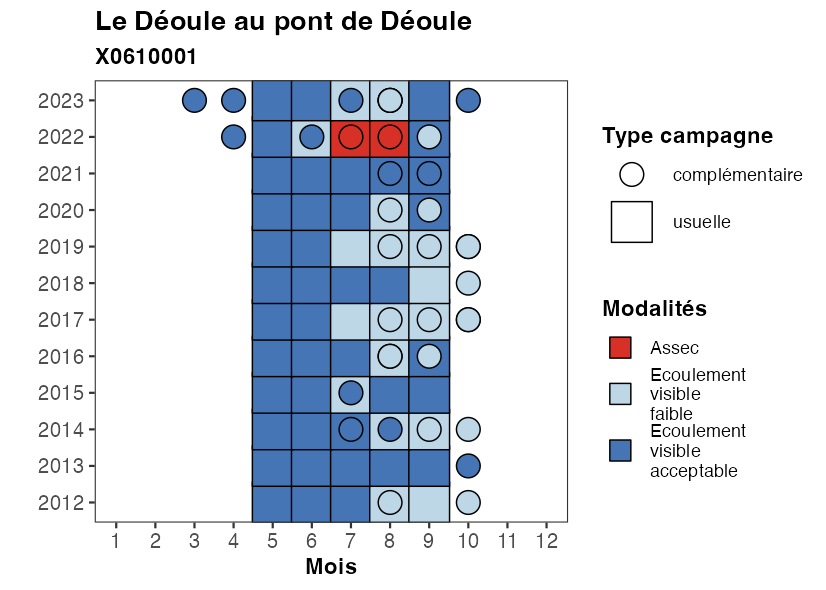 Le Déoule au pont de Déoule
X0610001
2023
2022
2021
2020
2019
2018
2017
2016
2015
2014
2013
2012
1 2 3 4 5 6 7 8 9 10 11 12
Mois
Type campagne
complémentaire
usuelle
Modalités
Assec
Ecoulement
visible
faible
Ecoulement
visible
acceptable